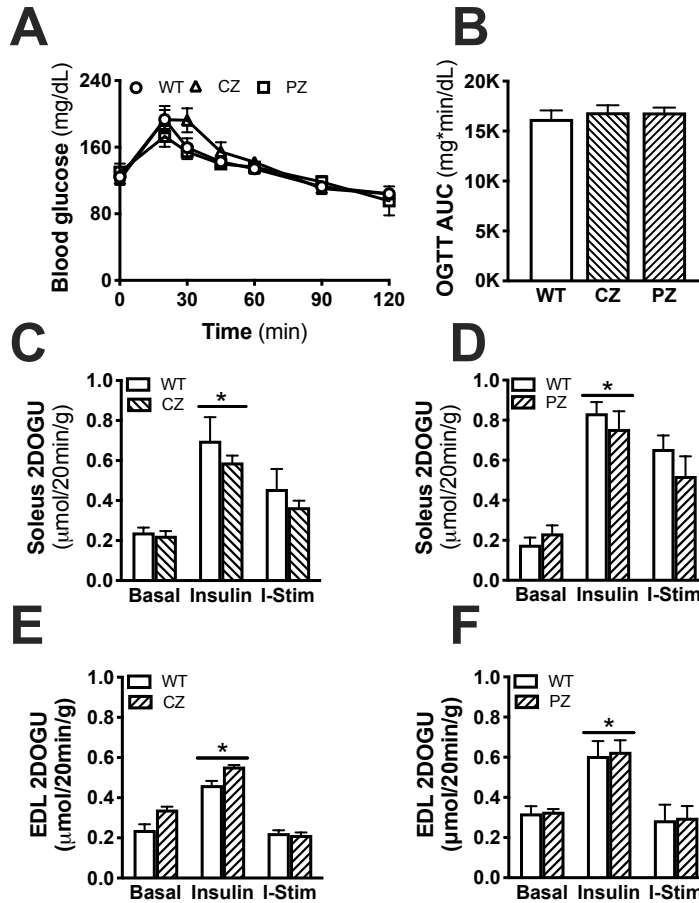 A
Blood glucose (mg/dL)
240
160
80
0
WT CZ PZ
0 30 60 90 120
Time (min)
B
OGTT AUC (mg*min/dL)
20K
15K
10K
5K
0K
WT CZ PZ
C
Soleus 2DOGU
(μmol/20min/g)
1.0
0.8
0.6
0.4
0.2
0.0
WT
CZ
*
Basal Insulin I-Stim
D
Soleus 2DOGU
(μmol/20min/g)
1.0
0.8
0.6
0.4
0.2
0.0
WT
PZ
*
Basal Insulin I-Stim
E
EDL 2DOGU
(μmol/20min/g)
1.0
0.8
0.6
0.4
0.2
0.0
WT
CZ
*
Basal Insulin I-Stim
F
EDL 2DOGU
(μmol/20min/g)
1.0
0.8
0.6
0.4
0.2
0.0
WT
PZ
*
Basal Insulin I-Stim